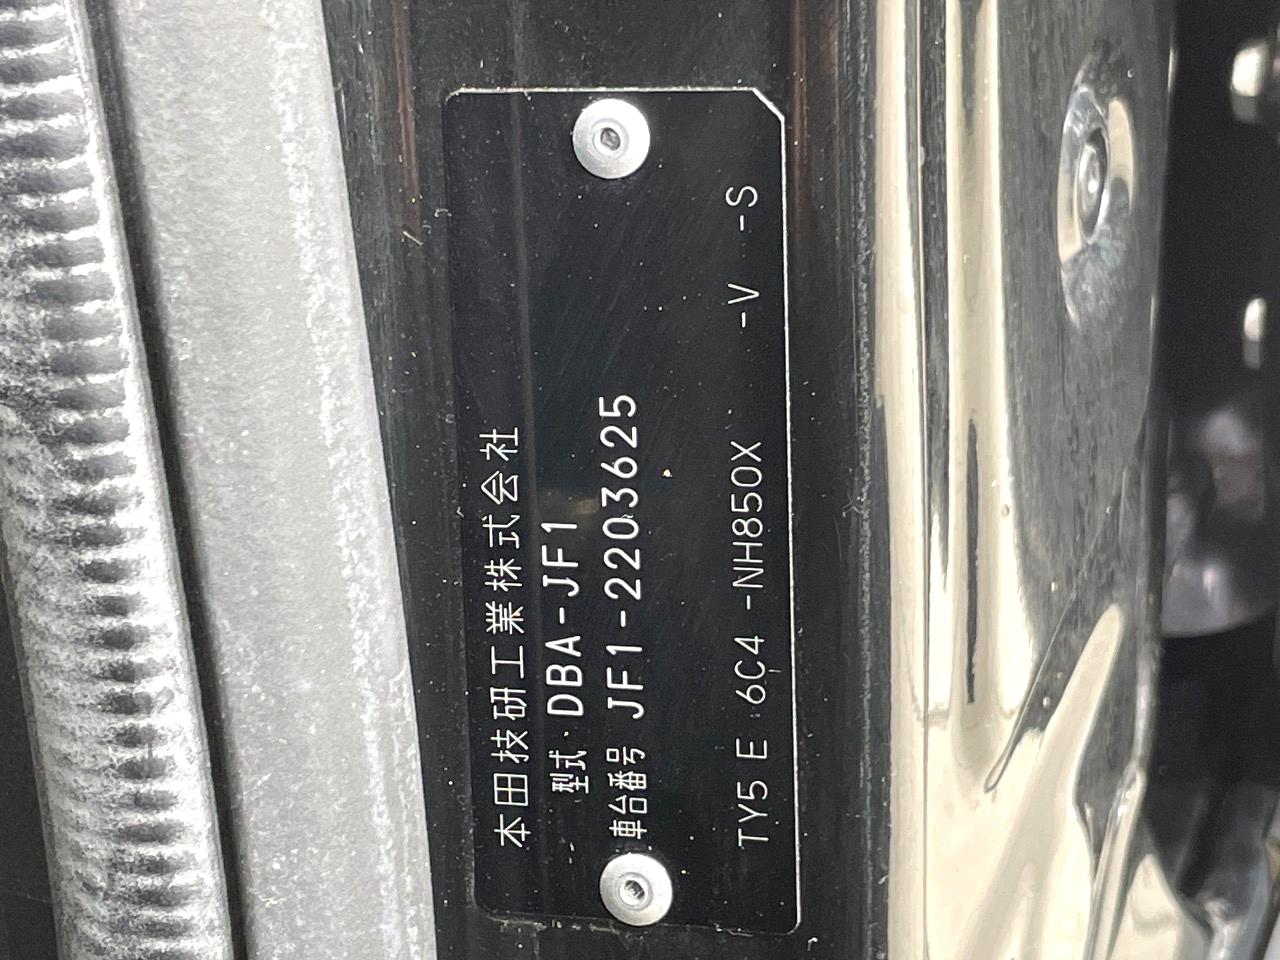 本田技研工業株式会社
型式 DBA-JF1
車台番号 JF1-2203625
TY5 E 6C4 -NH850X -V -S